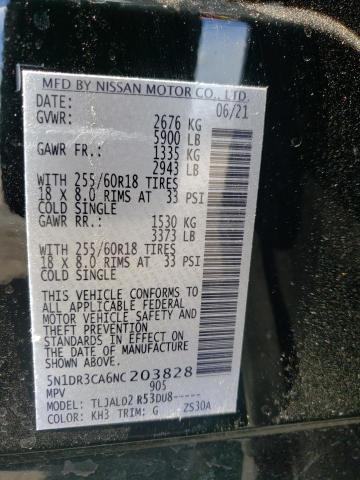 MFD BY NISSAN MOTOR CO., LTD.
DATE: 06/21
GVWR: 2676 KG
5900 LB
GAWR FR.: 1335 KG
2943 LB
WITH 255/60R18 TIRES
18 X 8.0 RIMS AT 33 PSI
COLD SINGLE
GAWR RR.: 1530 KG
3373 LB
WITH 255/60R18 TIRES
18 X 8.0 RIMS AT 33 PSI
COLD SINGLE
THIS VEHICLE CONFORMS TO
ALL APPLICABLE FEDERAL
MOTOR VEHICLE SAFETY AND
THEFT PREVENTION
STANDARDS IN EFFECT ON
THE DATE OF MANUFACTURE
SHOWN ABOVE.
5N1DR3CA6NC203828
MPV 905
MODEL: TLJALD2 R53DU8-----
COLOR: KH3 TRIM: G ZS30A